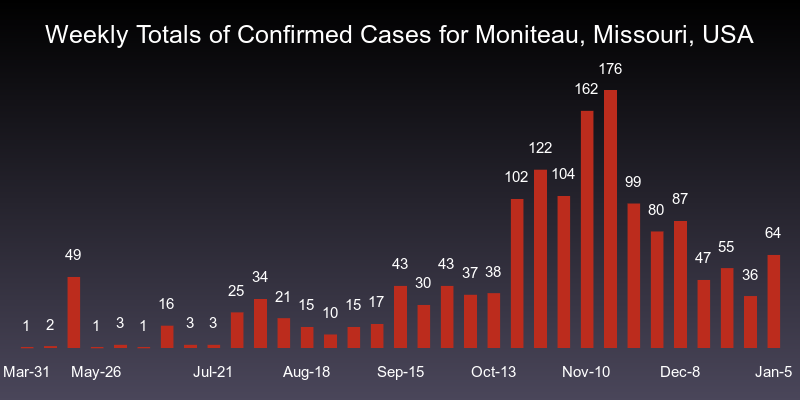 Weekly Totals of Confirmed Cases for Moniteau, Missouri, USA
1 2 49 1 3 1 16 3 3 25 34 21 15 10 15 17 43 30 43 37 38 102 122 104 162 176 99 80 87 47 55 36 64
Mar-31 May-26 Jul-21 Aug-18 Sep-15 Oct-13 Nov-10 Dec-8 Jan-5